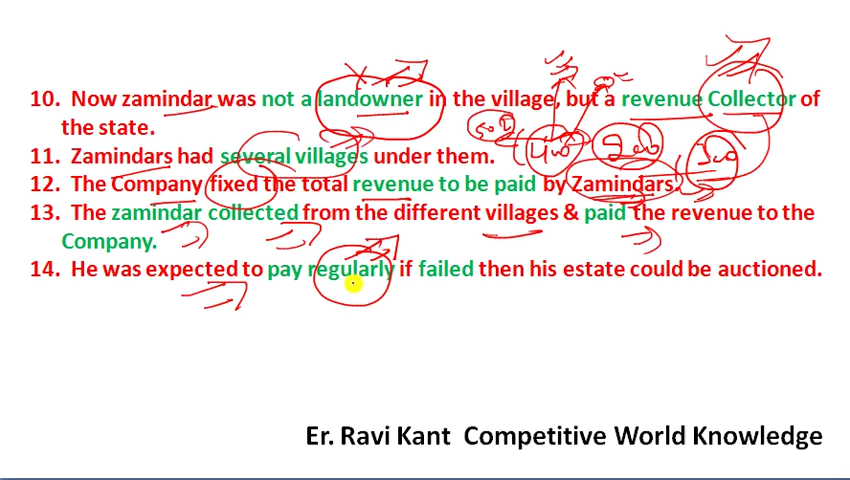 10. Now zamindar was not a landowner in the village, but a revenue Collector of
the state.
11. Zamindars had several villages under them.
12. The Company fixed the total revenue to be paid by Zamindars.
13. The zamindar collected from the different villages & paid the revenue to the
Company.
14. He was expected to pay regularly if failed then his estate could be auctioned.
Er. Ravi Kant Competitive World Knowledge